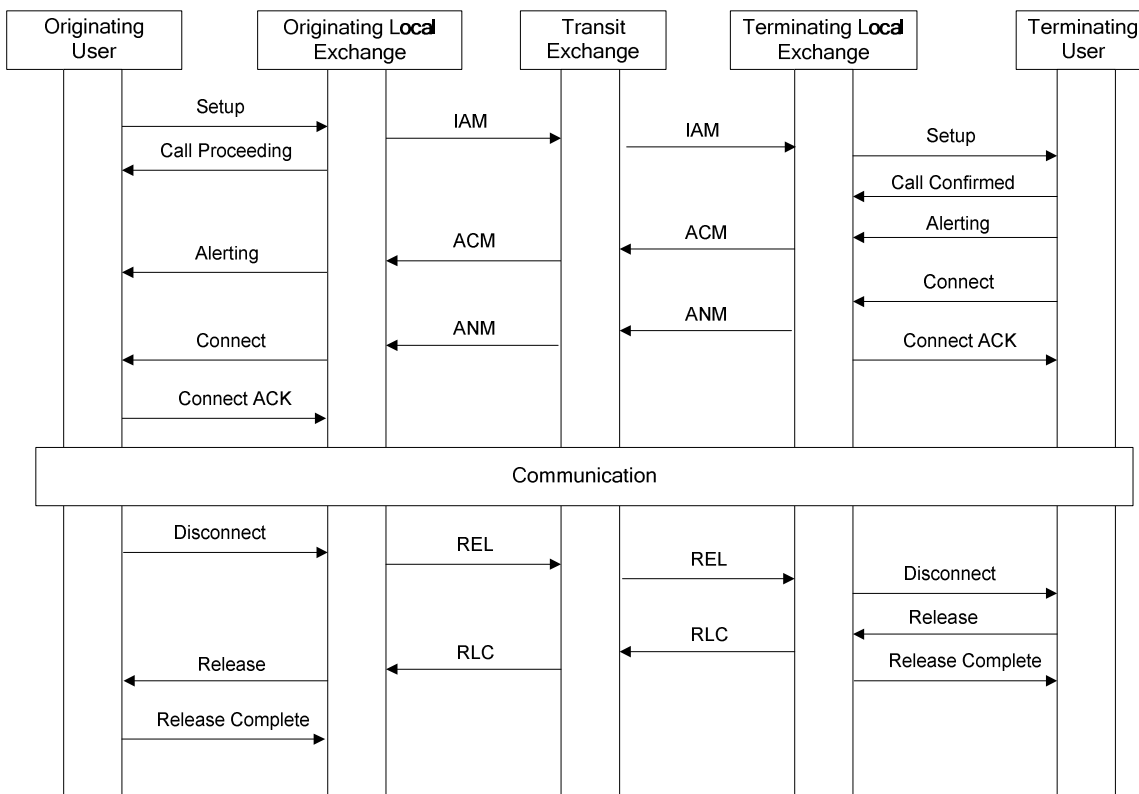 Originating
User
Originating Local
Exchange
Transit
Exchange
Terminating Local
Exchange
Terminating
User
Setup
IAM
IAM
Setup
Call Proceeding
Call Confirmed
Alerting
ACM
ACM
Alerting
Connect
ANM
ANM
Connect
Connect ACK
Connect ACK
Communication
Disconnect
REL
REL
Disconnect
Release
RLC
RLC
Release
Release Complete
Release Complete